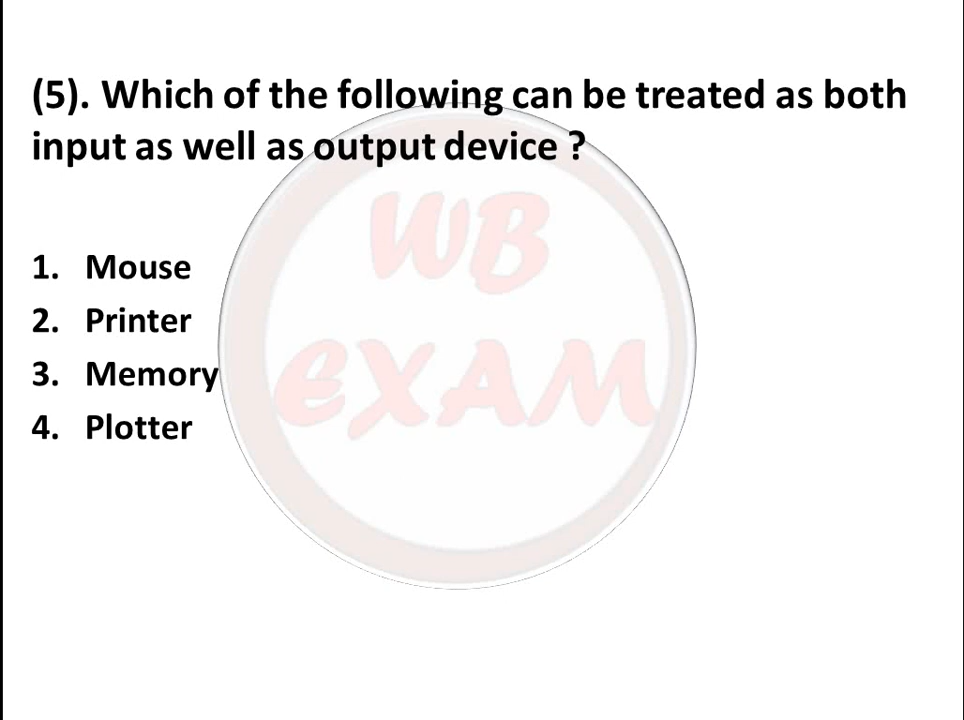 (5). Which of the following can be treated as both
input as well as output device ?
1. Mouse
2. Printer
3. Memory
4. Plotter
WB
EXAM